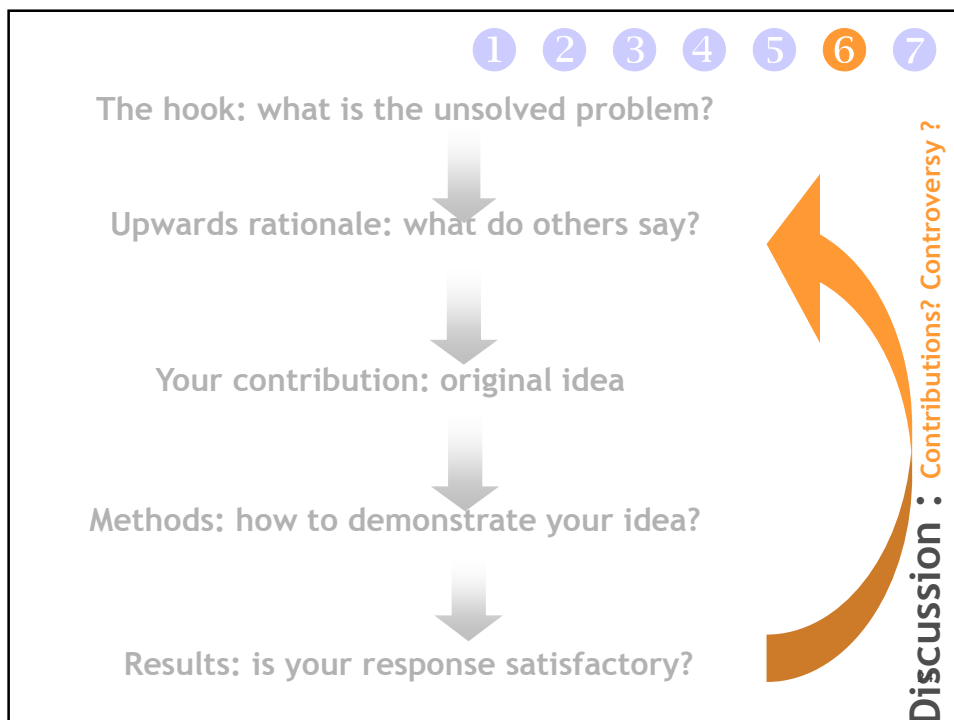 1 2 3 4 5 6 7
The hook: what is the unsolved problem?
Upwards rationale: what do others say?
Your contribution: original idea
Methods: how to demonstrate your idea?
Results: is your response satisfactory?
Discussion : Contributions? Controversy ?